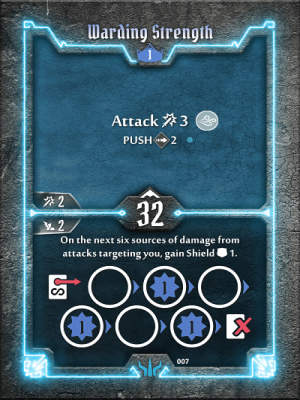 Warding Strength
1
Attack 3
PUSH 2
2
32
2
On the next six sources of damage from
attacks targeting you, gain Shield 1.
1
1 1
007